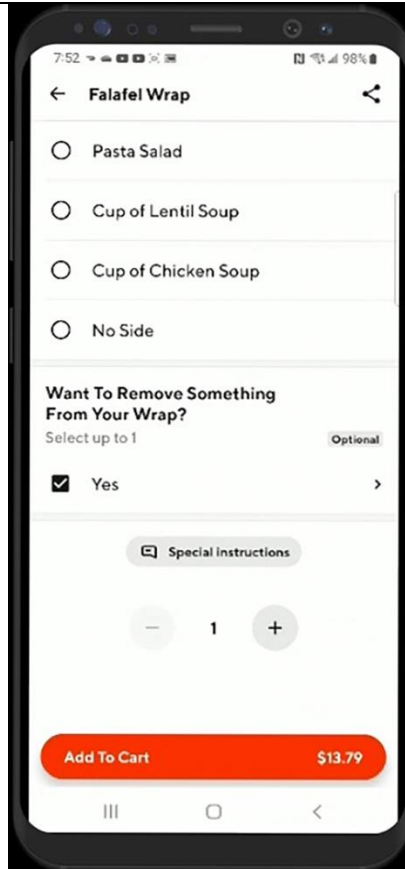 7:52
98%
Falafel Wrap
Pasta Salad
Cup of Lentil Soup
Cup of Chicken Soup
No Side
Want To Remove Something
From Your Wrap?
Select up to 1
Optional
Yes
Special instructions
1
Add To Cart $13.79